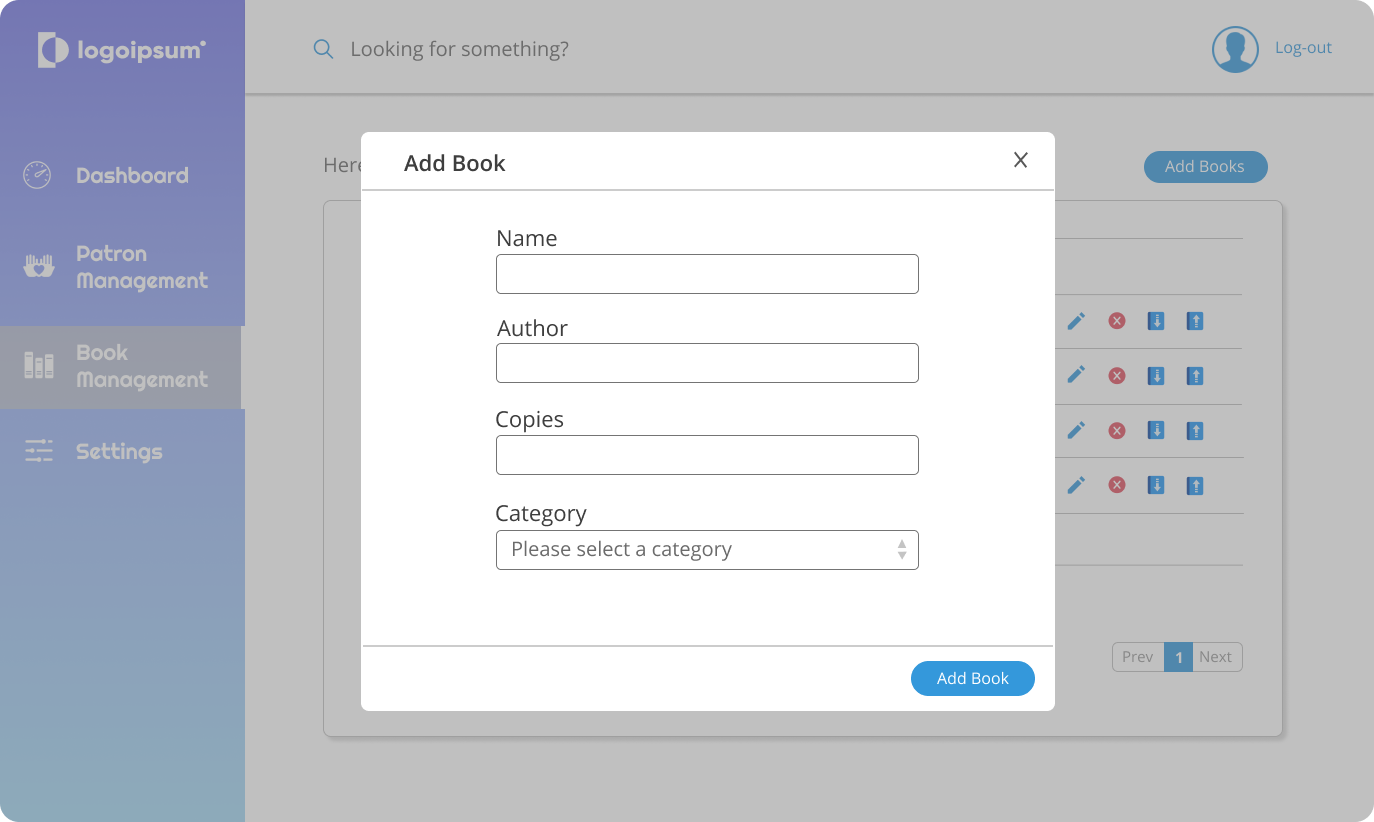 logoipsum
Looking for something?
Log-out
Dashboard
Patron
Management
Book
Management
Settings
Here
Add Books
Add Book
X
Name
Author
Copies
Category
Please select a category
Add Book
Prev
1
Next